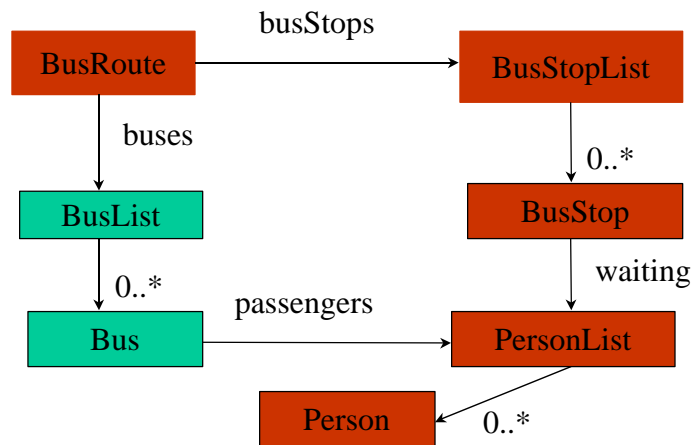 busStops
BusRoute
BusStopList
buses
0..*
BusList
BusStop
waiting
0..*
passengers
Bus
PersonList
Person
0..*